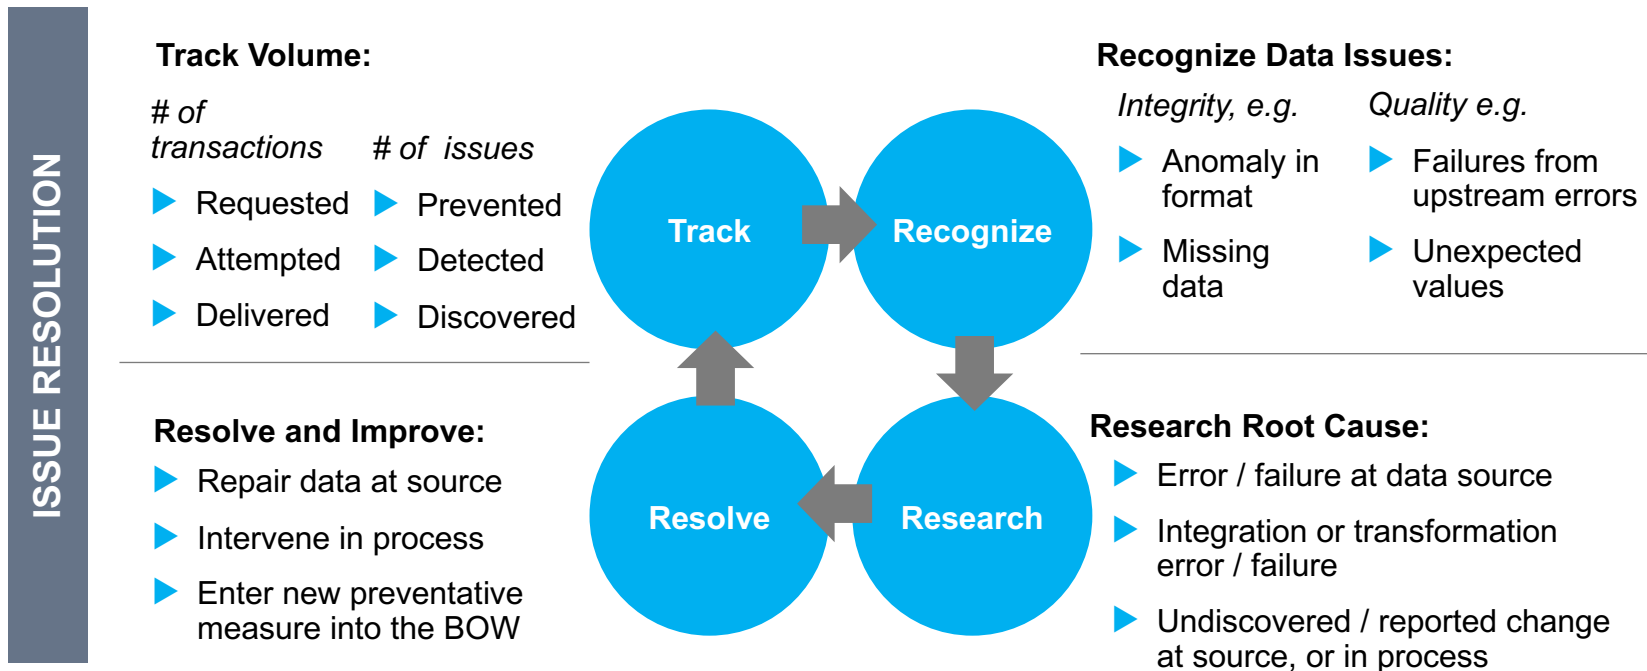 ISSUE RESOLUTION
Track Volume:
# of
transactions
Requested
Attempted
Delivered
# of  issues
Prevented
Detected
Discovered
Track
Recognize
Recognize Data Issues:
Integrity, e.g.
Anomaly in
format
Missing
data
Quality e.g.
Failures from
upstream errors
Unexpected
values
Resolve and Improve:
Repair data at source
Intervene in process
Enter new preventative
measure into the BOW
Resolve
Research
Research Root Cause:
Error / failure at data source
Integration or transformation
error / failure
Undiscovered / reported change
at source, or in process